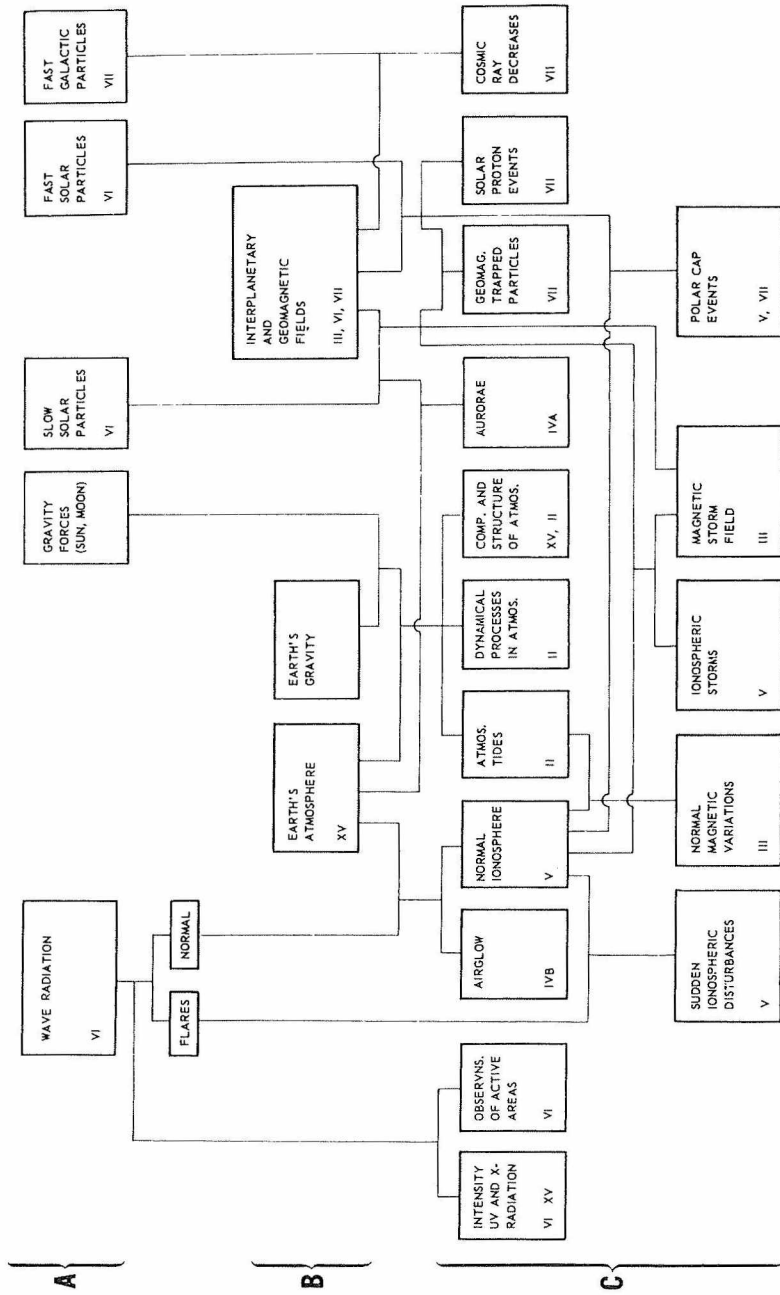 A
WAVE RADIATION
VI
GRAVITY
FORCES
(SUN, MOON)
SLOW
SOLAR
PARTICLES
VI
FAST
SOLAR
PARTICLES
VI
FAST
GALACTIC
PARTICLES
VII
FLARES
NORMAL
B
EARTH'S
ATMOSPHERE
XV
EARTH'S
GRAVITY
INTERPLANETARY
AND
GEOMAGNETIC
FIELDS
III, VI, VII
C
INTENSITY
UV AND X-
RADIATION
VI XV
OBSERVNS.
OF ACTIVE
AREAS
VI
AIRGLOW
IVB
NORMAL
IONOSPHERE
V
ATMOS.
TIDES
II
DYNAMICAL
PROCESSES
IN ATMOS.
II
COMP. AND
STRUCTURE
OF ATMOS.
XV, II
AURORAE
IVA
GEOMAG.
TRAPPED
PARTICLES
VII
SOLAR
PROTON
EVENTS
VII
COSMIC
RAY
DECREASES
VII
SUDDEN
IONOSPHERIC
DISTURBANCES
V
NORMAL
MAGNETIC
VARIATIONS
III
IONOSPHERIC
STORMS
V
MAGNETIC
STORM
FIELD
III
POLAR CAP
EVENTS
V, VII